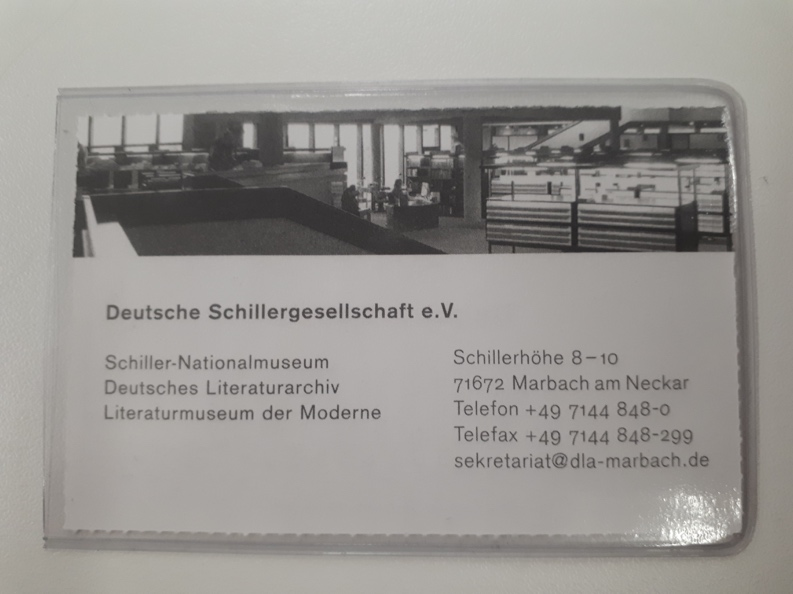 Deutsche Schillergesellschaft e.V.
Schiller-Nationalmuseum
Deutsches Literaturarchiv
Literaturmuseum der Moderne
Schillerhöhe 8–10
71672 Marbach am Neckar
Telefon +49 7144 848-0
Telefax +49 7144 848-299
sekretariat@dla-marbach.de